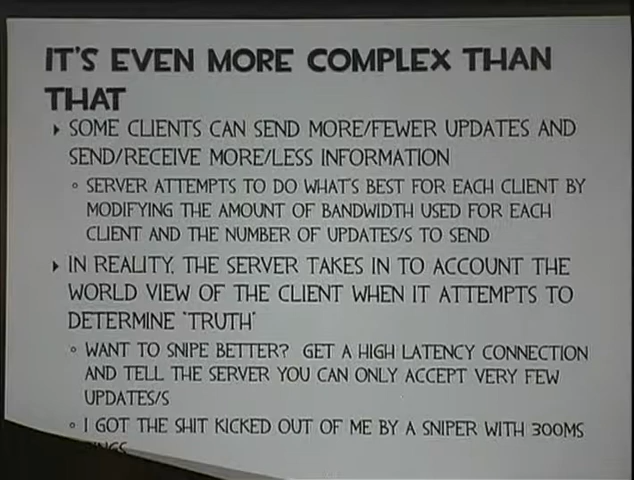 IT'S EVEN MORE COMPLEX THAN
THAT
SOME CLIENTS CAN SEND MORE/FEWER UPDATES AND
SEND/RECEIVE MORE/LESS INFORMATION
SERVER ATTEMPTS TO DO WHAT'S BEST FOR EACH CLIENT BY
MODIFYING THE AMOUNT OF BANDWIDTH USED FOR EACH
CLIENT AND THE NUMBER OF UPDATES/S TO SEND
IN REALITY, THE SERVER TAKES IN TO ACCOUNT THE
WORLD VIEW OF THE CLIENT WHEN IT ATTEMPTS TO
DETERMINE "TRUTH"
WANT TO SNIPE BETTER? GET A HIGH LATENCY CONNECTION
AND TELL THE SERVER YOU CAN ONLY ACCEPT VERY FEW
UPDATES/S
I GOT THE SHIT KICKED OUT OF ME BY A SNIPER WITH 300MS